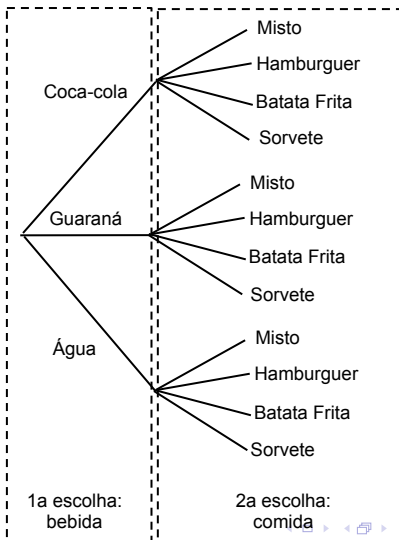 Misto
Hamburguer
Coca-cola
Batata Frita
Sorvete
Misto
Guaraná
Hamburguer
Batata Frita
Sorvete
Misto
Água
Hamburguer
Batata Frita
Sorvete
1a escolha:
bebida
2a escolha:
comida